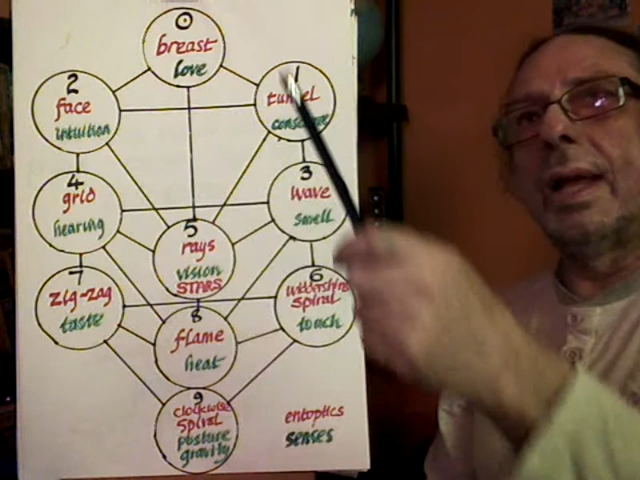 0
breast
love
1
tunnel
2
face
intuition
3
wave
smell
4
grid
hearing
5
rays
vision
STARS
6
widdershins
spiral
touch
7
zig-zag
taste
8
flame
heat
9
clockwise
spiral
posture
gravity
entoptics
senses